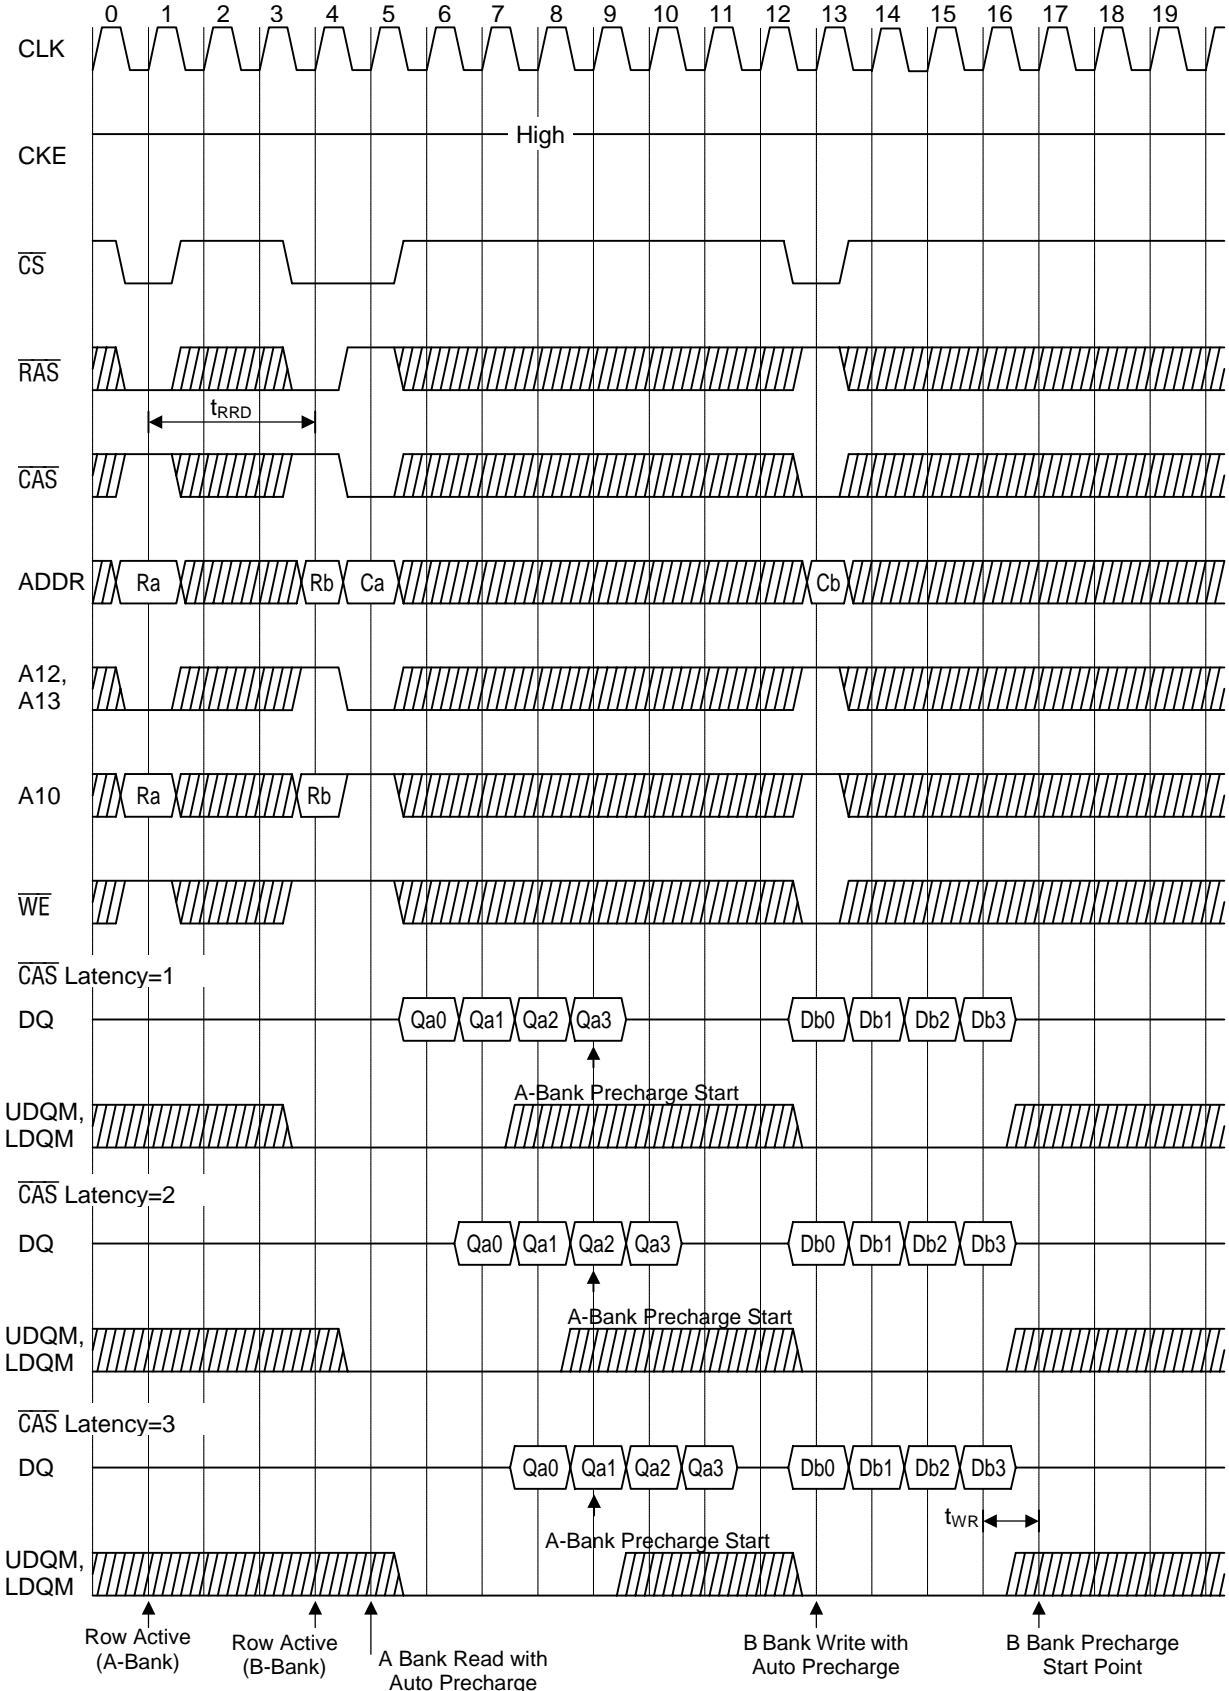 0 1 2 3 4 5 6 7 8 9 10 11 12 13 14 15 16 17 18 19
CLK
High
CKE
CS
RAS
tRRD
CAS
ADDR Ra Rb Ca Cb
A12,
A13
A10 Ra Rb
WE
CAS Latency=1
DQ Qa0 Qa1 Qa2 Qa3 Db0 Db1 Db2 Db3
A-Bank Precharge Start
UDQM,
LDQM
CAS Latency=2
DQ Qa0 Qa1 Qa2 Qa3 Db0 Db1 Db2 Db3
A-Bank Precharge Start
UDQM,
LDQM
CAS Latency=3
DQ Qa0 Qa1 Qa2 Qa3 Db0 Db1 Db2 Db3
tWR
A-Bank Precharge Start
UDQM,
LDQM
Row Active
(A-Bank)
Row Active
(B-Bank)
A Bank Read with
Auto Precharge
B Bank Write with
Auto Precharge
B Bank Precharge
Start Point